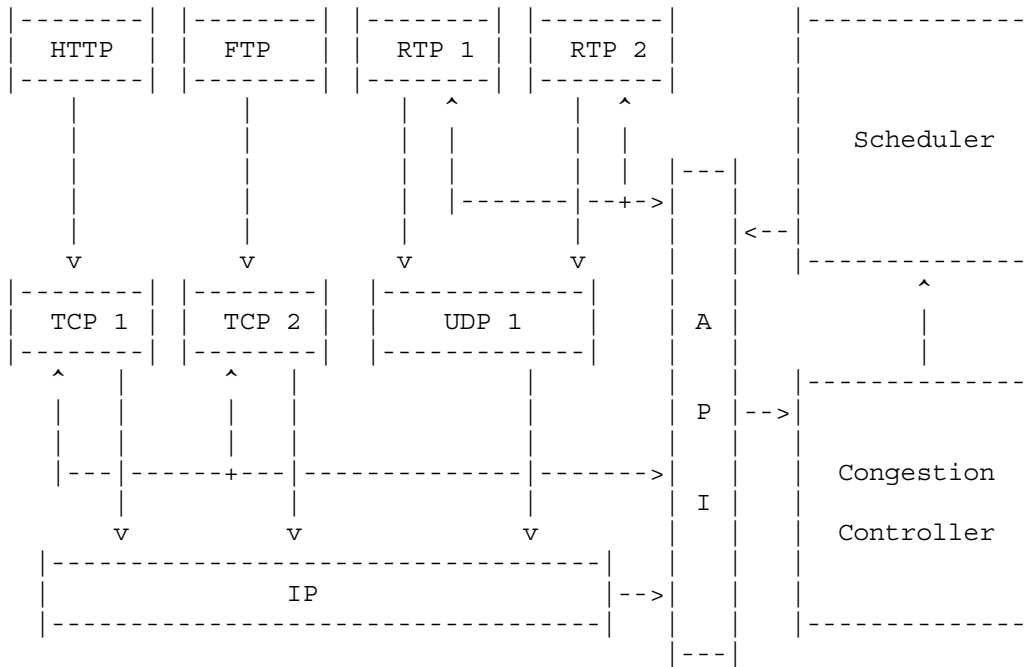 HTTP FTP RTP 1 RTP 2
Scheduler
TCP 1 TCP 2 UDP 1 A
P
Congestion
I
Controller
IP